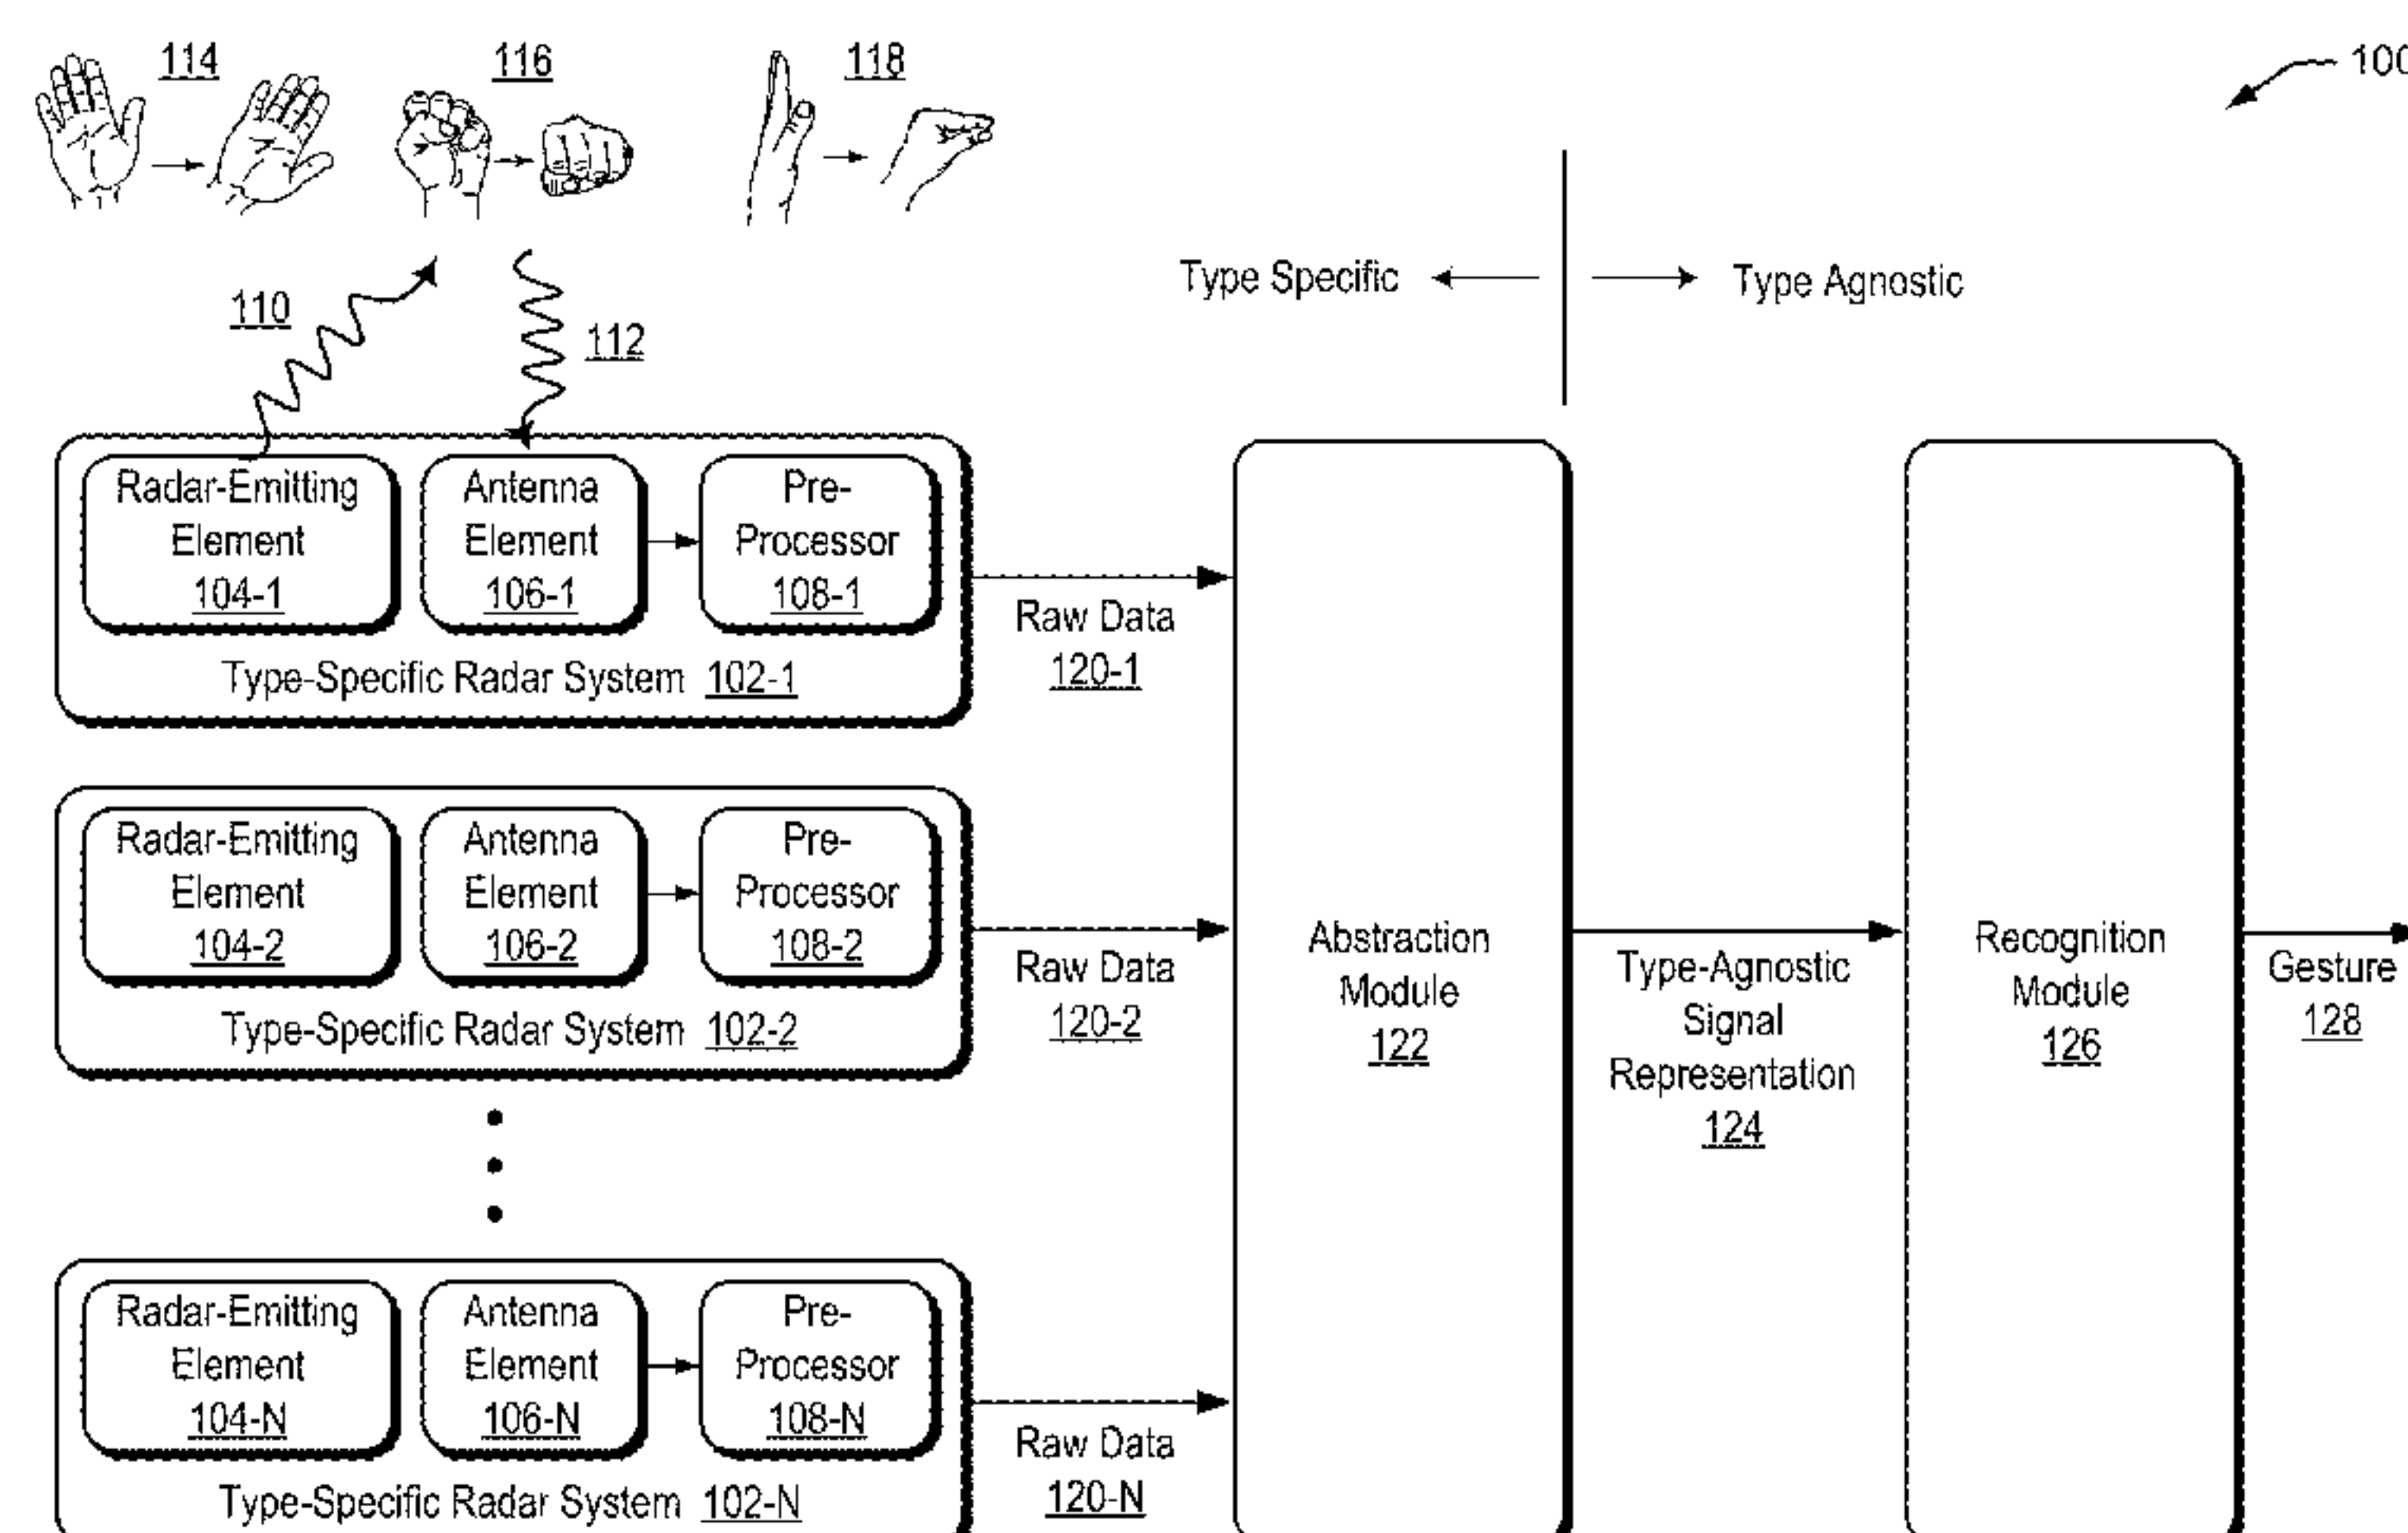 114
116
118
100
110
112
Type Specific
Type Agnostic
Radar-Emitting
Element
104-1
Antenna
Element
106-1
Pre-
Processor
108-1
Type-Specific Radar System 102-1
Raw Data
120-1
Radar-Emitting
Element
104-2
Antenna
Element
106-2
Pre-
Processor
108-2
Type-Specific Radar System 102-2
Raw Data
120-2
Radar-Emitting
Element
104-N
Antenna
Element
106-N
Pre-
Processor
108-N
Type-Specific Radar System 102-N
Raw Data
120-N
Abstraction
Module
122
Type-Agnostic
Signal
Representation
124
Recognition
Module
126
Gesture
128